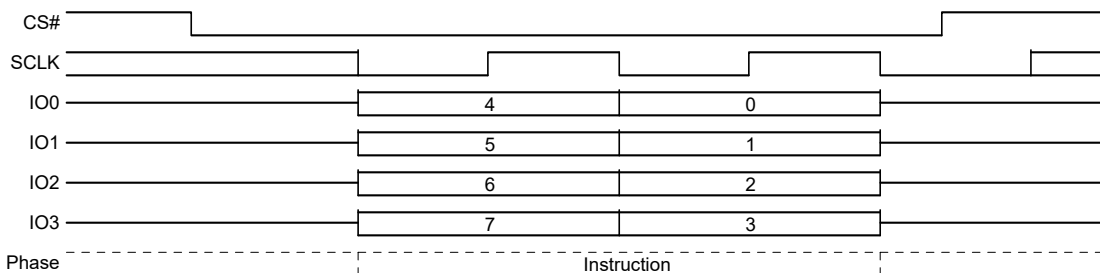 CS#
SCLK
IO0 4 0
IO1 5 1
IO2 6 2
IO3 7 3
Phase Instruction